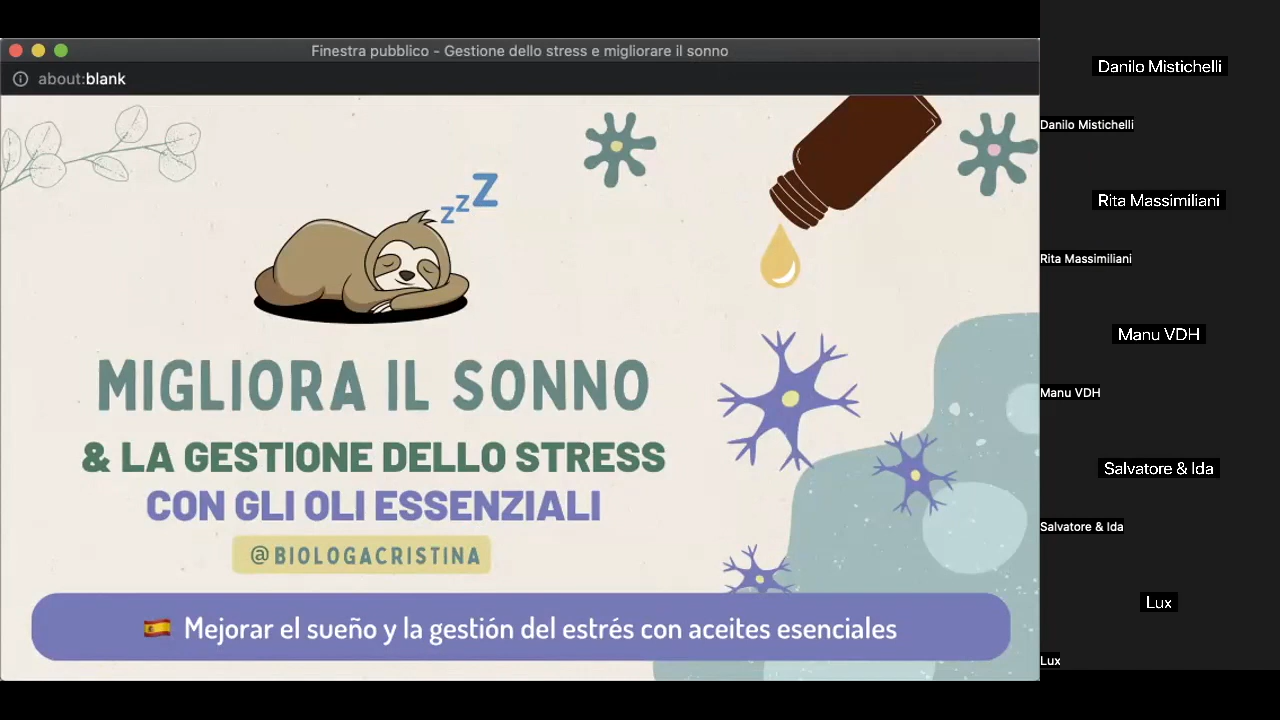 Finestra pubblico - Gestione dello stress e migliorare il sonno
about:blank
z z Z
MIGLIORA IL SONNO
& LA GESTIONE DELLO STRESS
CON GLI OLI ESSENZIALI
@BIOLOGACRISTINA
Mejorar el sueño y la gestión del estrés con aceites esenciales
Danilo Mistichelli
Danilo Mistichelli
Rita Massimiliani
Rita Massimiliani
Manu VDH
Manu VDH
Salvatore & Ida
Salvatore & Ida
Lux
Lux